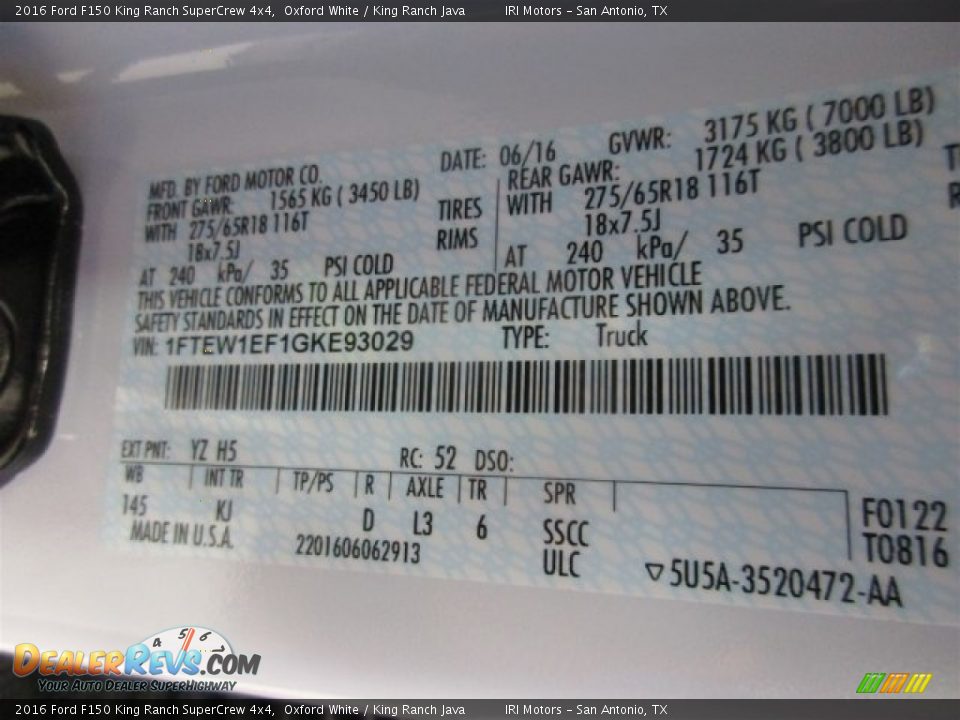 2016 Ford F150 King Ranch SuperCrew 4x4, Oxford White / King Ranch Java IRI Motors – San Antonio, TX
MFD. BY FORD MOTOR CO. DATE: 06/16 GVWR: 3175 KG ( 7000 LB)
FRONT GAWR: 1565 KG ( 3450 LB) REAR GAWR: 1724 KG ( 3800 LB)
WITH 275/65R18 116T TIRES WITH 275/65R18 116T
18x7.5J RIMS 18x7.5J
AT 240 kPa/ 35 PSI COLD AT 240 kPa/ 35 PSI COLD
THIS VEHICLE CONFORMS TO ALL APPLICABLE FEDERAL MOTOR VEHICLE
SAFETY STANDARDS IN EFFECT ON THE DATE OF MANUFACTURE SHOWN ABOVE.
VIN: 1FTEW1EF1GKE93029 TYPE: Truck
EXT PNT: YZ H5 RC: 52 DSO:
WB INT TR TP/PS R AXLE TR SPR
145 KJ D L3 6 SSCC F0122
MADE IN U.S.A. 2201606062913 ULC T0816
▽5U5A-3520472-AA
4 5 6
DEALERREVS.COM
Your Auto Dealer SuperHighway
2016 Ford F150 King Ranch SuperCrew 4x4, Oxford White / King Ranch Java IRI Motors – San Antonio, TX